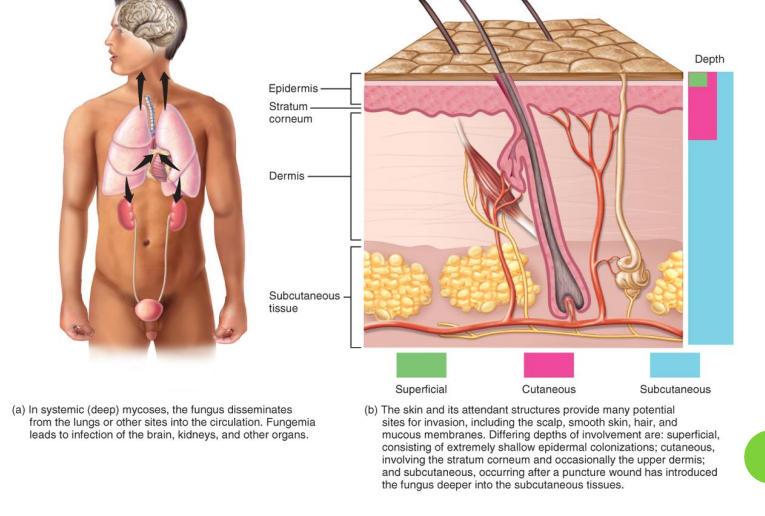 Depth
Epidermis
Stratum
corneum
Dermis
Subcutaneous
tissue
Superficial
Cutaneous
Subcutaneous
(a) In systemic (deep) mycoses, the fungus disseminates
from the lungs or other sites into the circulation. Fungemia
leads to infection of the brain, kidneys, and other organs.
(b) The skin and its attendant structures provide many potential
sites for invasion, including the scalp, smooth skin, hair, and
mucous membranes. Differing depths of involvement are: superficial,
consisting of extremely shallow epidermal colonizations; cutaneous,
involving the stratum corneum and occasionally the upper dermis;
and subcutaneous, occurring after a puncture wound has introduced
the fungus deeper into the subcutaneous tissues.